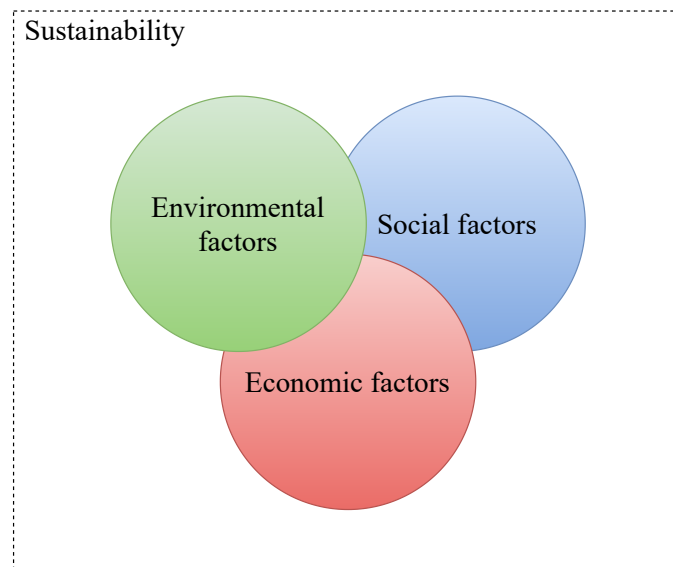 Sustainability
Environmental
factors
Social factors
Economic factors